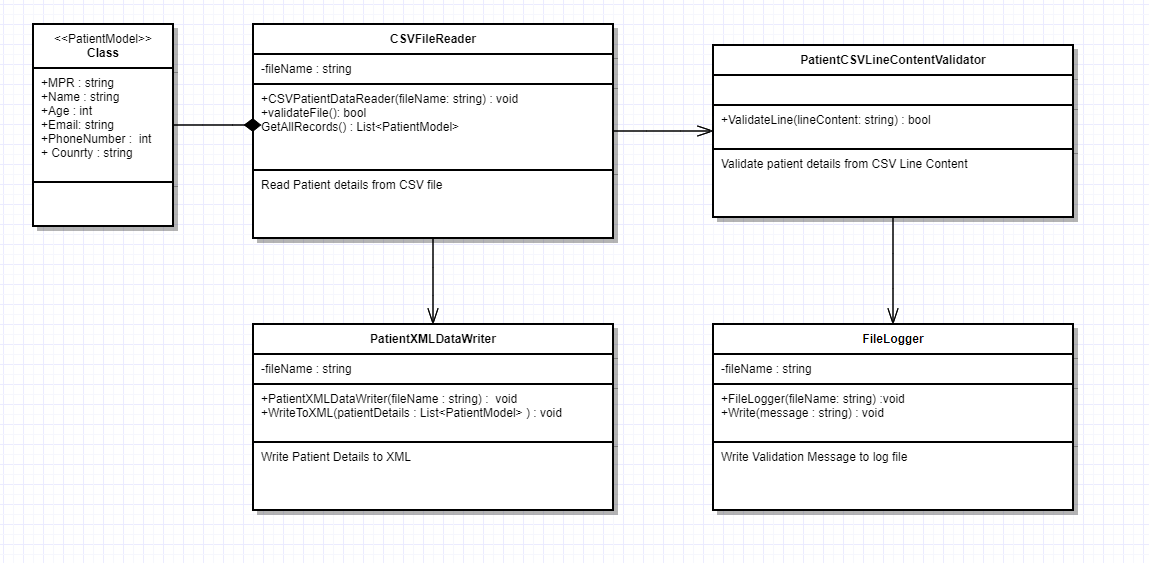 <<PatientModel>>
Class
+MPR : string
+Name : string
+Age : int
+Email: string
+PhoneNumber :  int
+ Counrty : string
CSVFileReader
-fileName : string
+CSVPatientDataReader(fileName: string) : void
+validateFile(): bool
GetAllRecords() : List<PatientModel>
Read Patient details from CSV file
PatientCSVLineContentValidator
+ValidateLine(lineContent: string) : bool
Validate patient details from CSV Line Content
PatientXMLDataWriter
-fileName : string
+PatientXMLDataWriter(fileName : string) :  void
+WriteToXML(patientDetails : List<PatientModel> ) : void
Write Patient Details to XML
FileLogger
-fileName : string
+FileLogger(fileName: string) :void
+Write(message : string) : void
Write Validation Message to log file